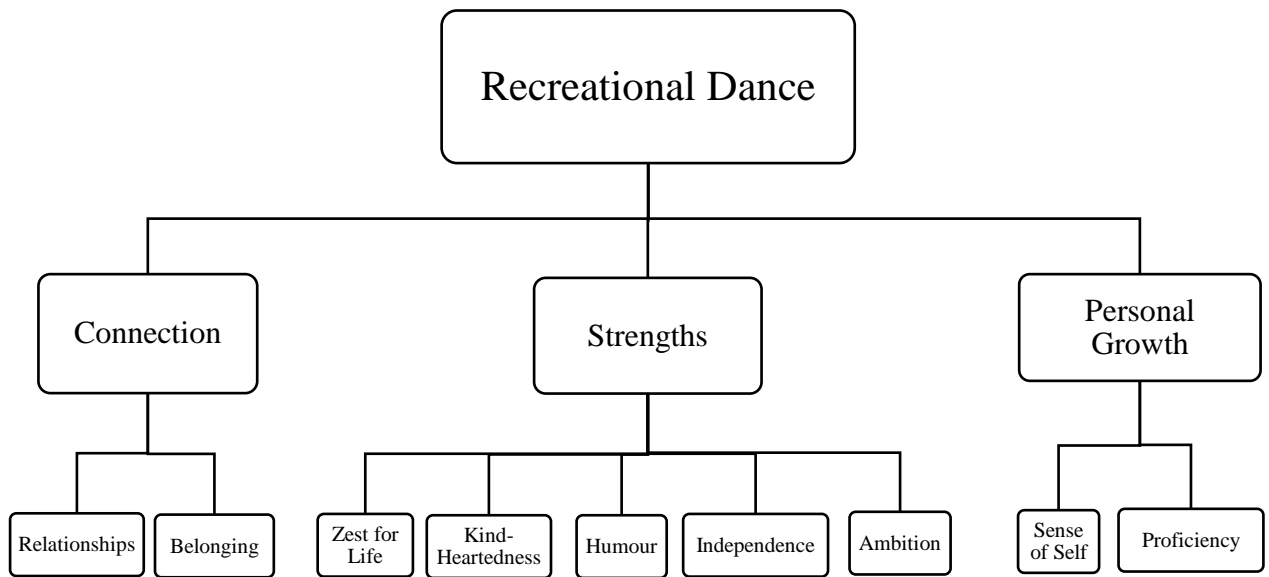 Recreational Dance
Connection
Strengths
Personal
Growth
Relationships
Belonging
Zest for
Life
Kind-
Heartedness
Humour
Independence
Ambition
Sense
of Self
Proficiency